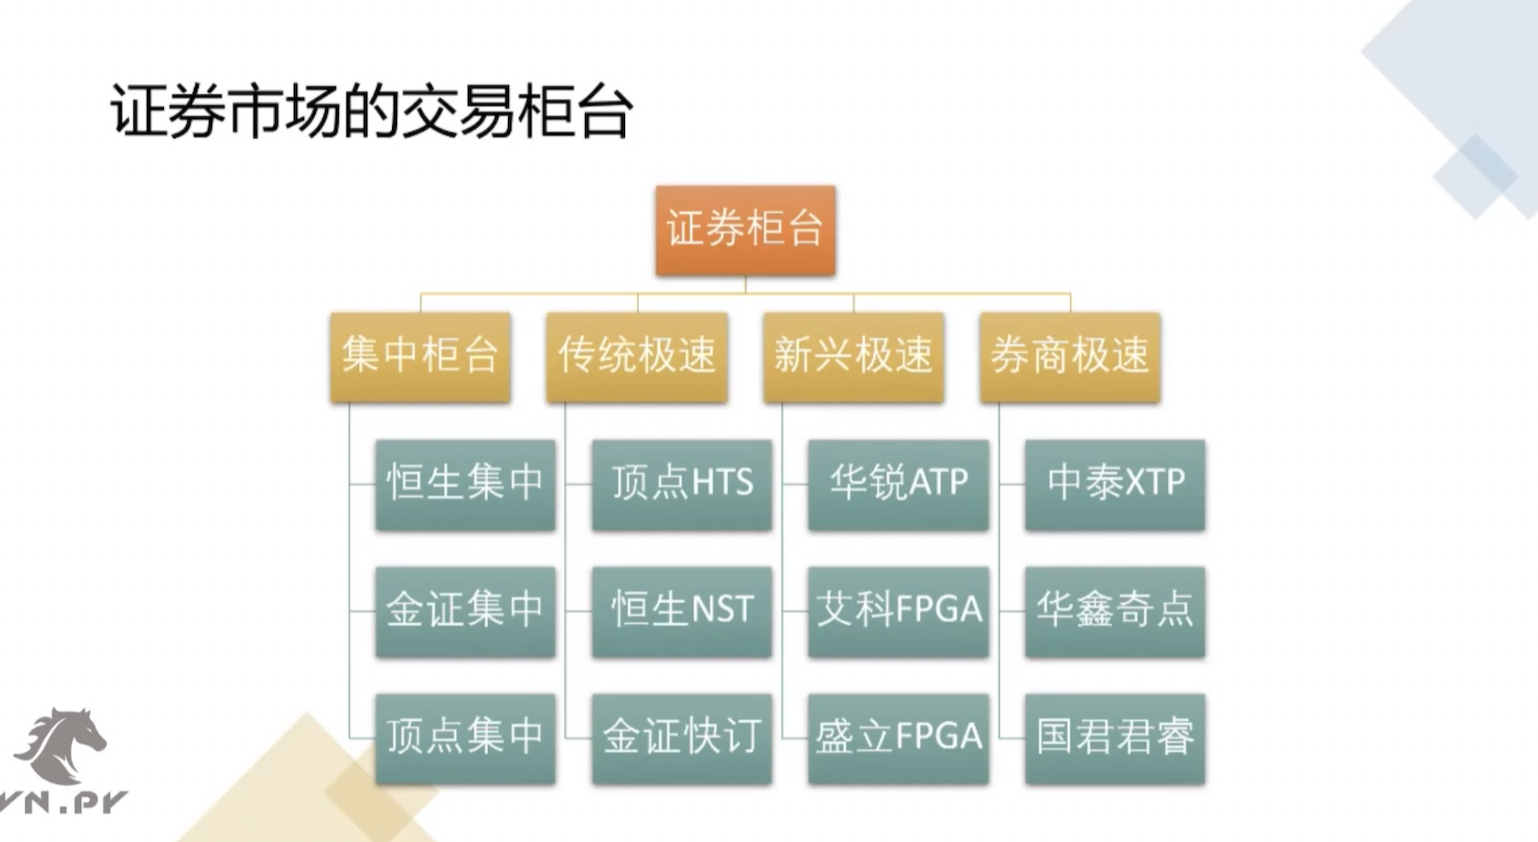 证券市场的交易柜台
证券柜台
集中柜台 传统极速 新兴极速 券商极速
恒生集中 顶点HTS 华锐ATP 中泰XTP
金证集中 恒生NST 艾科FPGA 华鑫奇点
顶点集中 金证快订 盛立FPGA 国君君睿
VN.PY